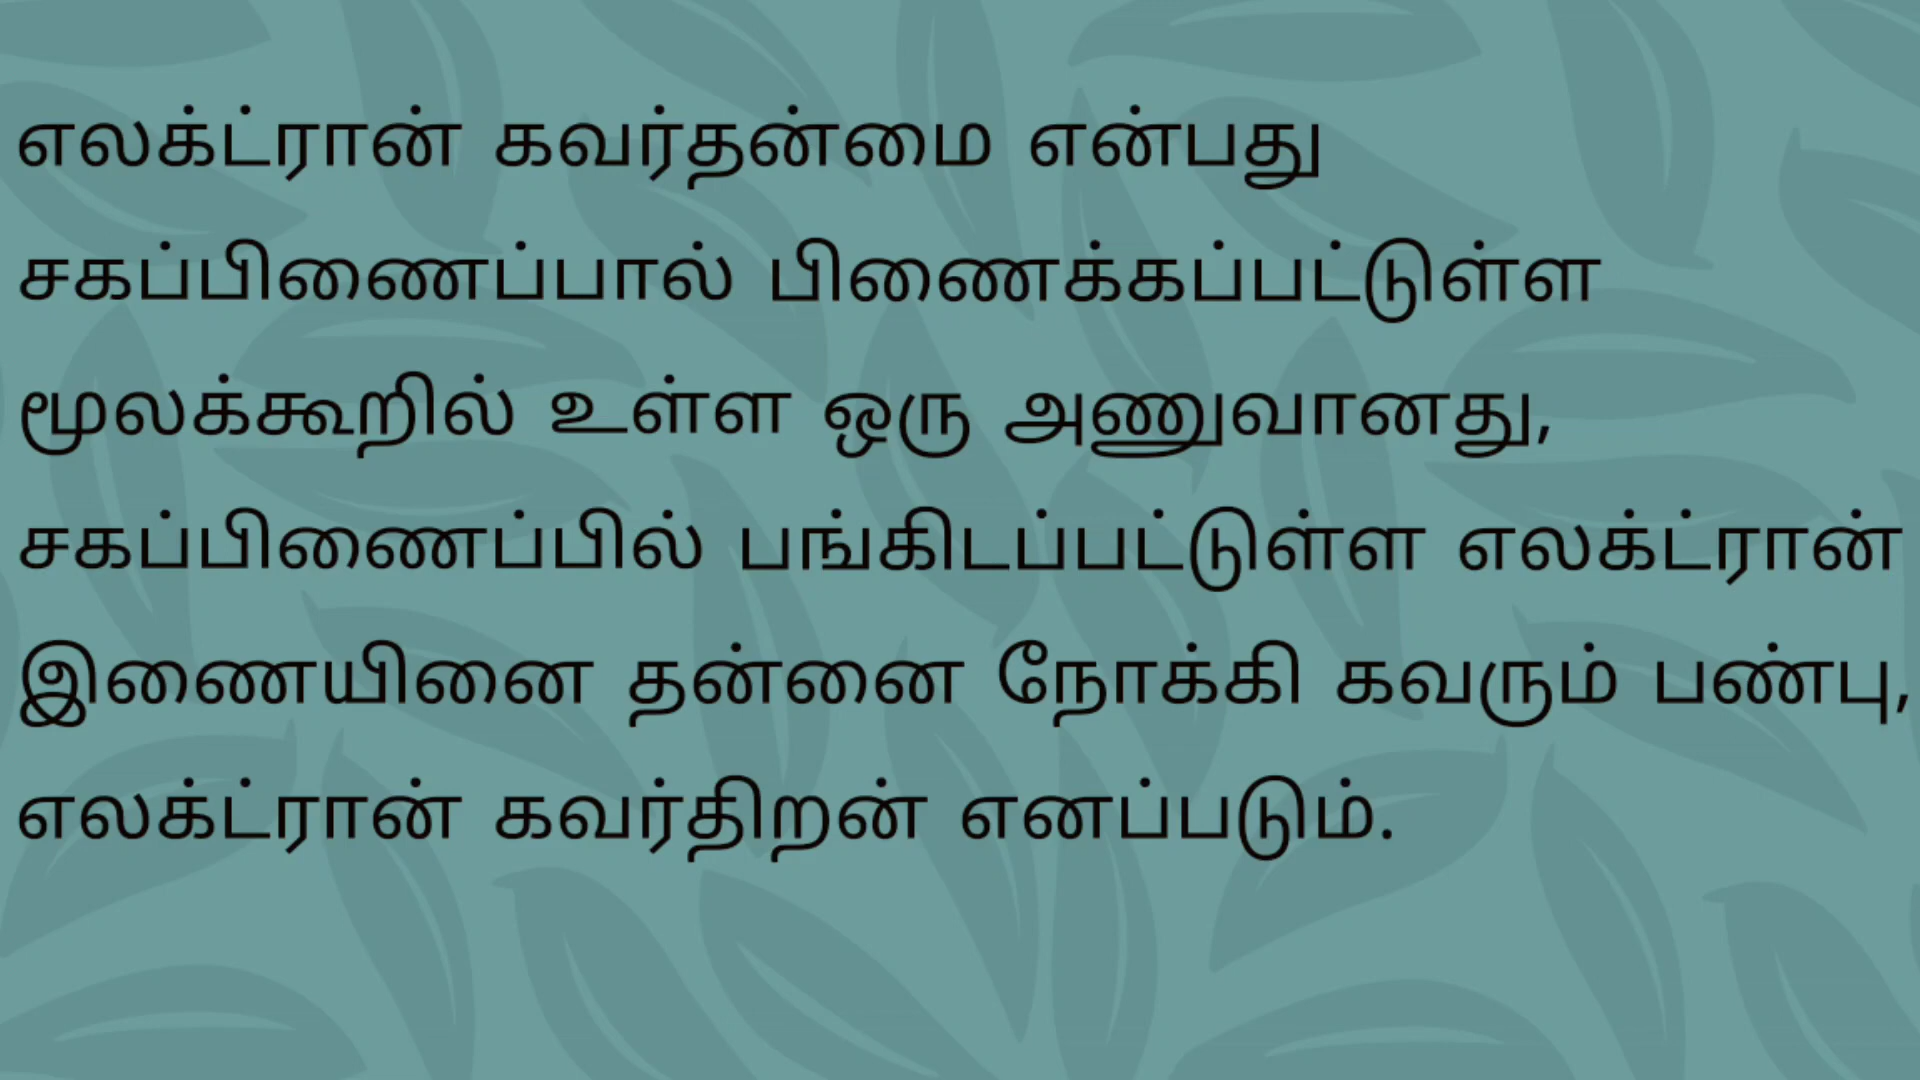 எலக்ட்ரான் கவர்தன்மை என்பது
சகப்பிணைப்பால் பிணைக்கப்பட்டுள்ள
மூலக்கூறில் உள்ள ஒரு அணுவானது,
சகப்பிணைப்பில் பங்கிடப்பட்டுள்ள எலக்ட்ரான்
இணையினை தன்னை நோக்கி கவரும் பண்பு,
எலக்ட்ரான் கவர்திறன் எனப்படும்.